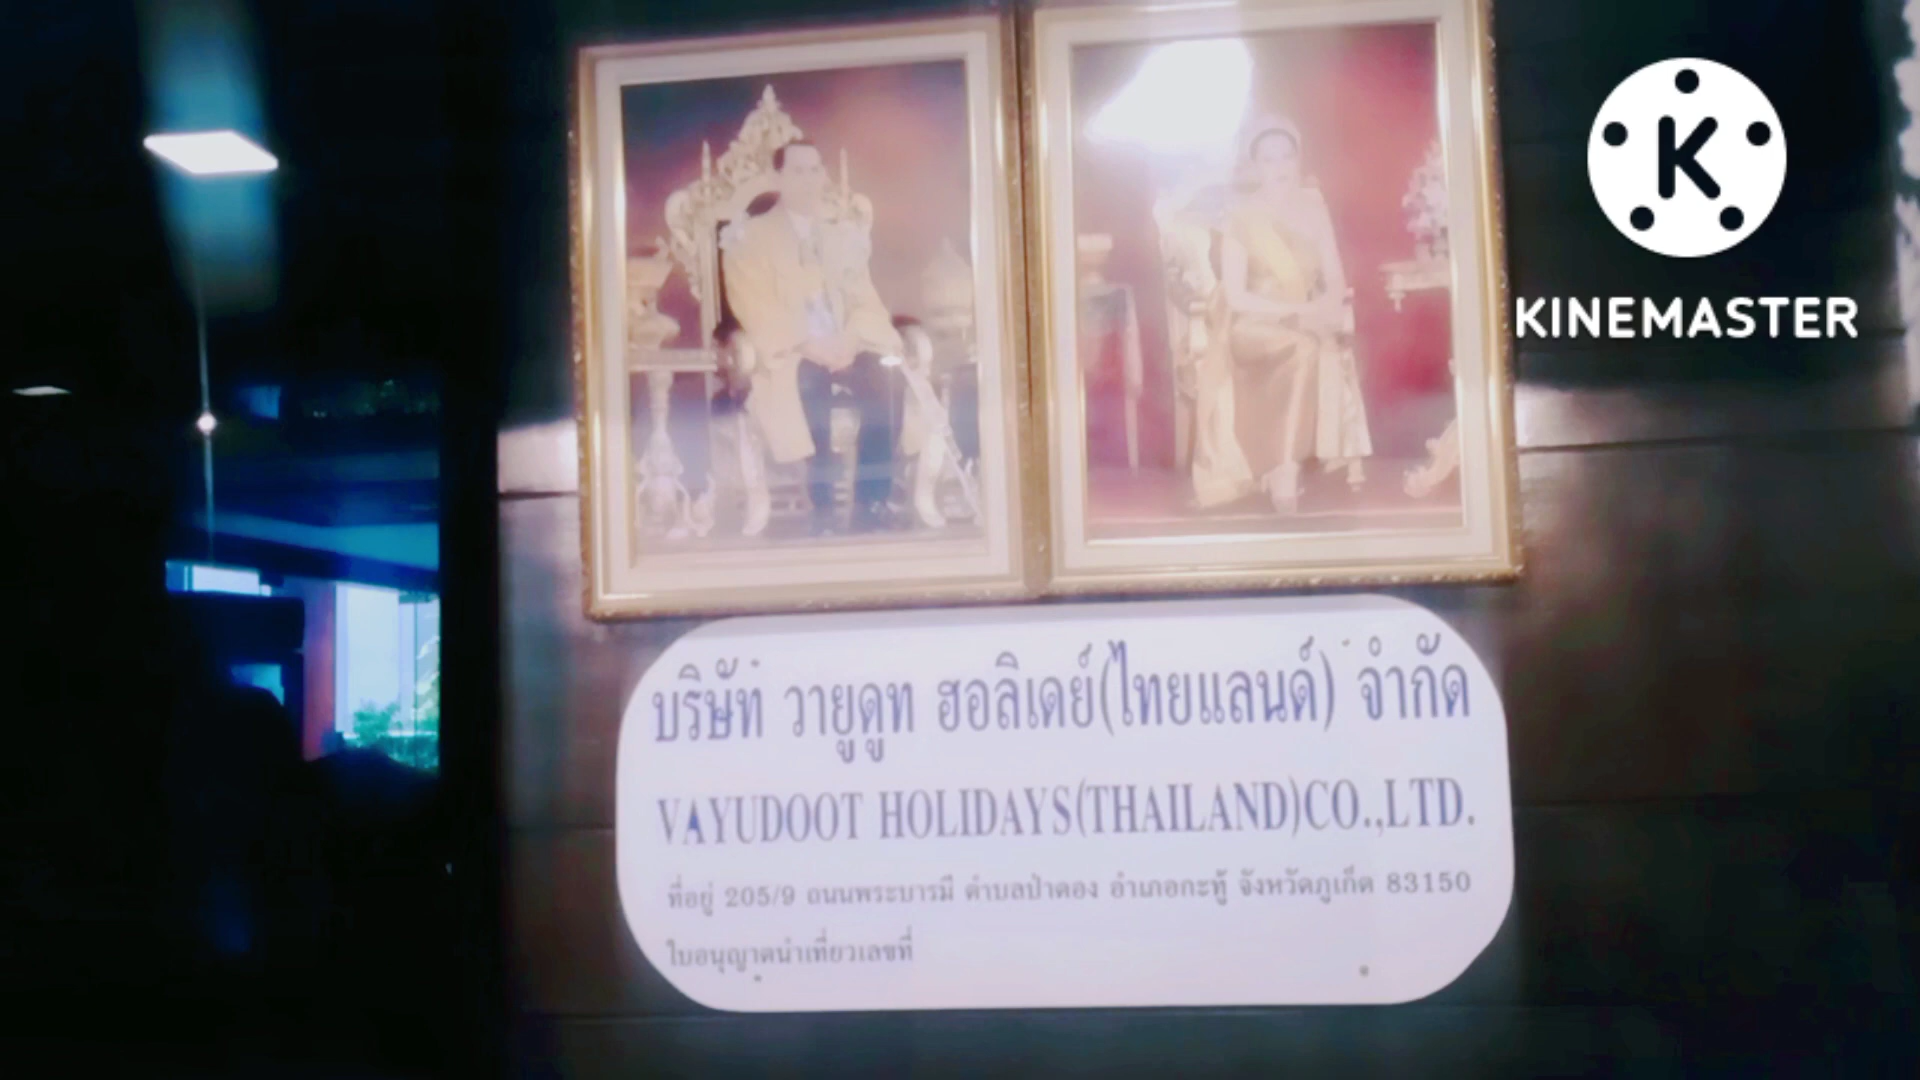 KINEMASTER
บริษัท วายูดูท ฮอลิเดย์(ไทยแลนด์) จำกัด
VAYUDOOT HOLIDAYS(THAILAND)CO.,LTD.
ที่อยู่ 205/9 ถนนพระบารมี ตำบลป่าตอง อำเภอกะทู้ จังหวัดภูเก็ต 83150
ใบอนุญาตนำเที่ยวเลขที่